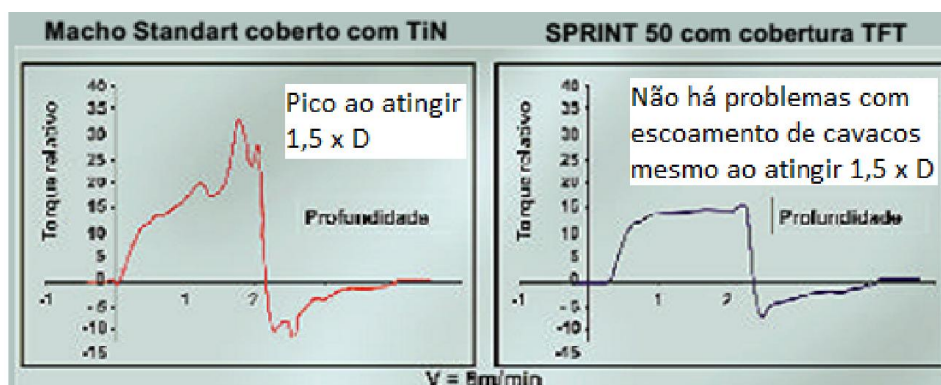 Macho Standart coberto com TiN
SPRINT 50 com cobertura TFT
Torque relativo
40
35
30
25
20
15
10
5
0
-5
-10
-15
-1
1
2
Pico ao atingir
1,5 x D
Profundidade
Torque relativo
40
35
30
25
20
15
10
5
0
-5
-10
-15
-1
1
2
Não há problemas com
escoamento de cavacos
mesmo ao atingir 1,5 x D
Profundidade
V = 8m/min